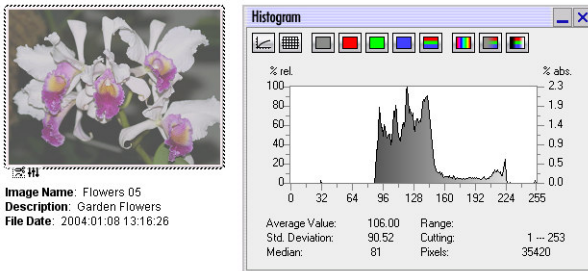 Image Name: Flowers 05
Description: Garden Flowers
File Date: 2004:01:08 13:16:26
Histogram
% rel.
% abs.
100
80
60
40
20
0
2.3
1.9
1.4
0.9
0.5
0.0
0 32 64 96 128 160 192 224 255
Average Value: 106.00 Range:
Std. Deviation: 90.52 Cutting: 1 --- 253
Median: 81 Pixels: 35420